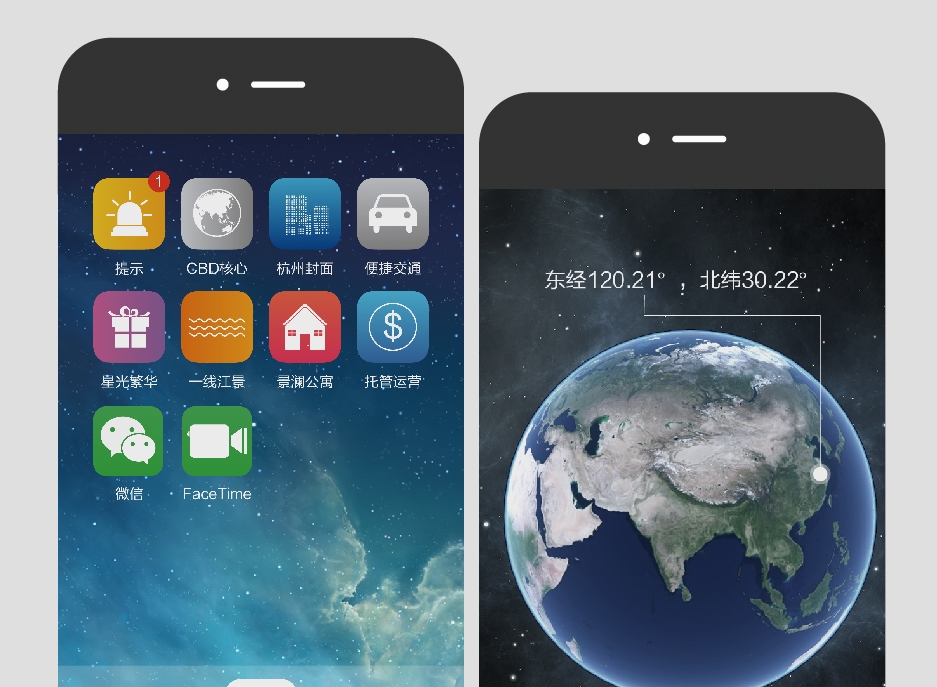 1
提示
CBD核心
杭州封面
便捷交通
星光繁华
一线江景
景澜公寓
托管运营
$
微信
FaceTime
东经120.21°，北纬30.22°